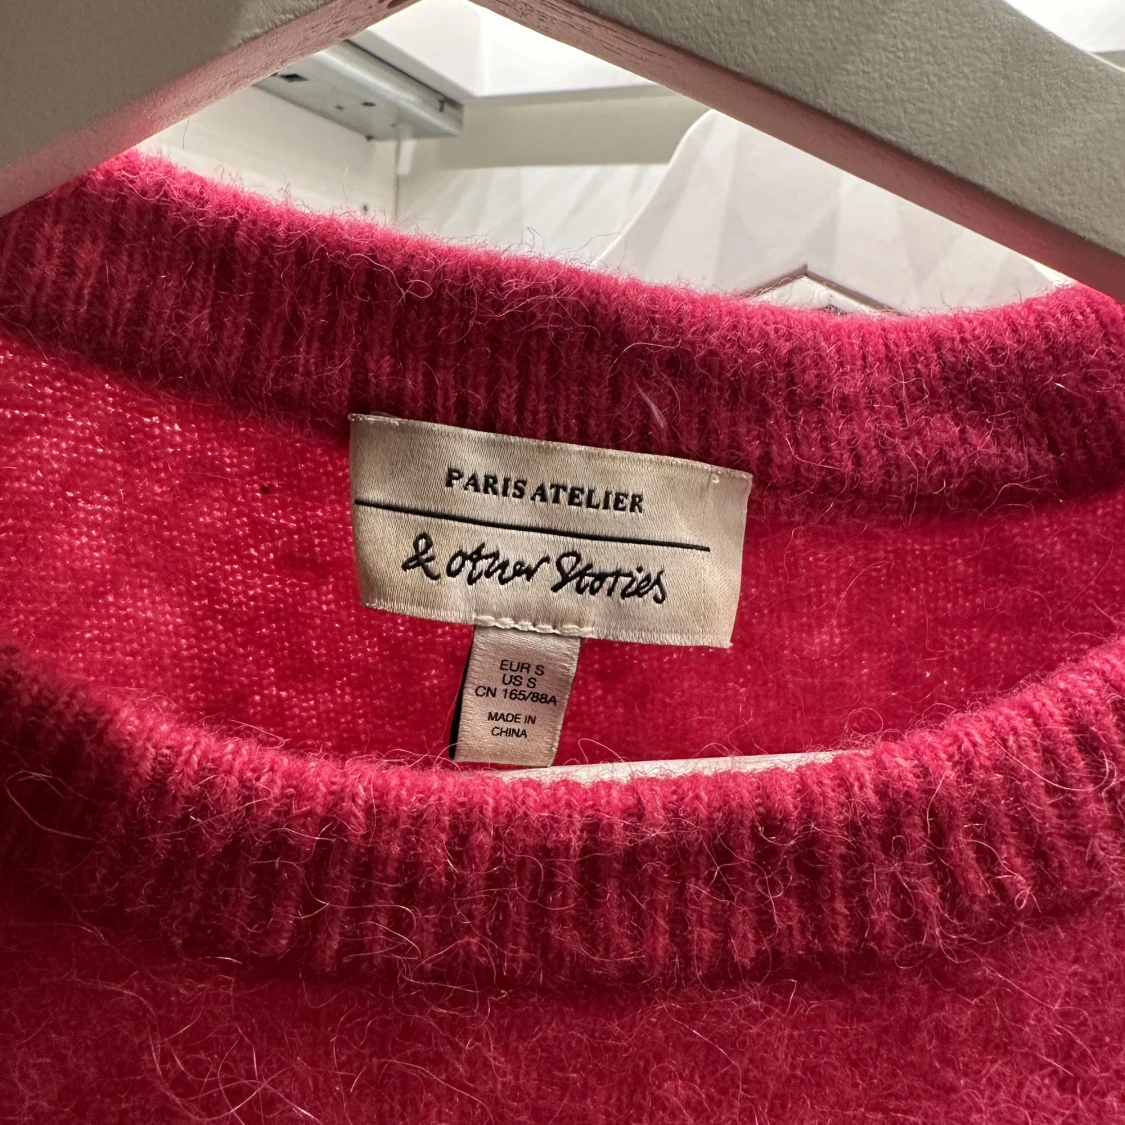 PARIS ATELIER
& other Stories
EUR S
US S
CN 165/88A
MADE IN
CHINA